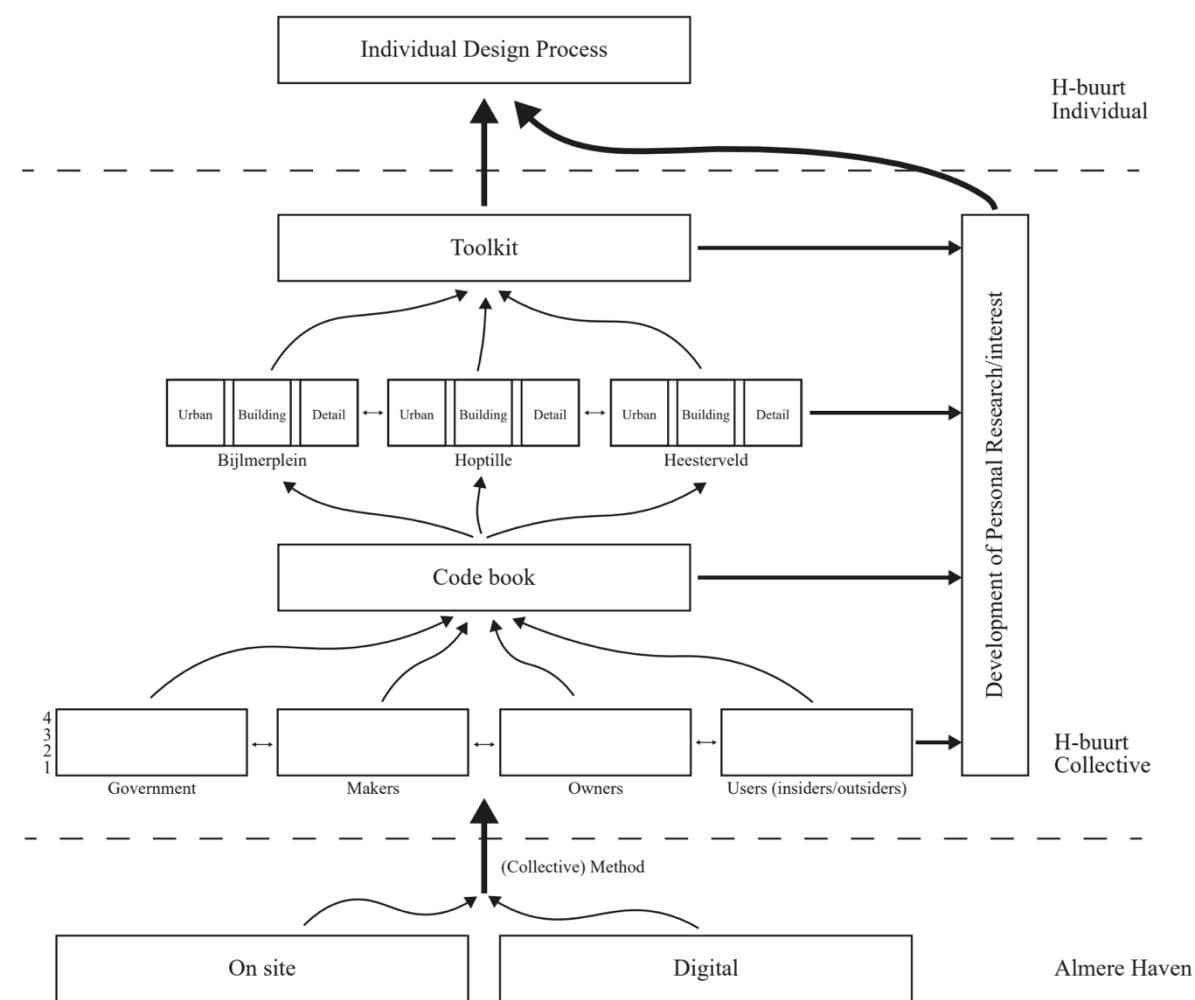 Individual Design Process
H-buurt
Individual
Toolkit
Development of Personal Research/interest
Urban Building Detail Urban Building Detail Urban Building Detail
Bijlmerplein Hoptille Heesterveld
Code book
4
3
2
1
Government Makers Owners Users (insiders/outsiders)
H-buurt
Collective
(Collective) Method
On site Digital Almere Haven